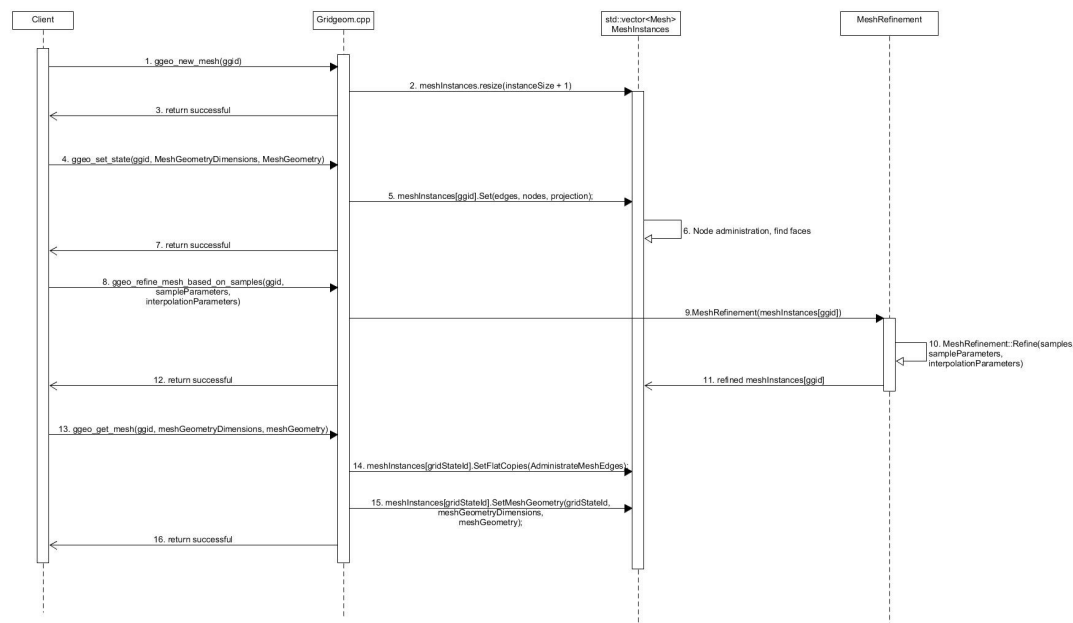 Client
Gridgeom.cpp
std::vector<Mesh>
MeshInstances
MeshRefinement
1. ggeo_new_mesh(ggid)
2. meshInstances.resize(instanceSize + 1)
3. return successful
4. ggeo_set_state(ggid, MeshGeometryDimensions, MeshGeometry)
5. meshInstances[ggid].Set(edges, nodes, projection);
6. Node administration, find faces
7. return successful
8. ggeo_refine_mesh_based_on_samples(ggid,
sampleParameters,
interpolationParameters)
9.MeshRefinement(meshInstances[ggid])
10. MeshRefinement::Refine(samples,
sampleParameters,
interpolationParameters)
11. refined meshInstances[ggid]
12. return successful
13. ggeo_get_mesh(ggid, meshGeometryDimensions, meshGeometry)
14. meshInstances[gridStateId].SetFlatCopies(AdministrateMeshEdges);
15. meshInstances[gridStateId].SetMeshGeometry(gridStateId,
meshGeometryDimensions,
meshGeometry);
16. return successful